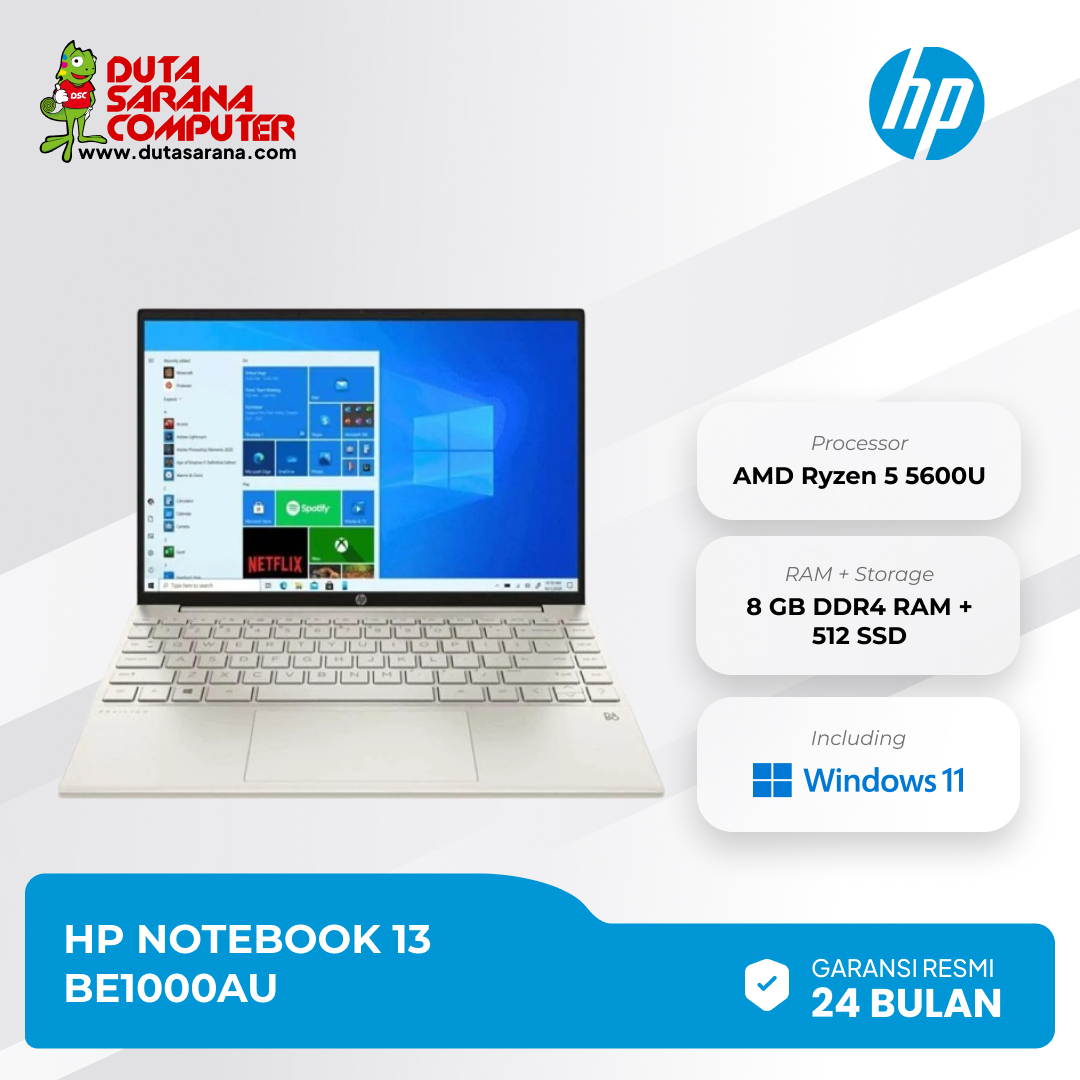 DUTA
SARANA
COMPUTER
www.dutasarana.com
DSC
hp
Spotify
NETFLIX
Processor
AMD Ryzen 5 5600U
RAM + Storage
8 GB DDR4 RAM +
512 SSD
Including
Windows 11
HP NOTEBOOK 13
BE1000AU
GARANSI RESMI
24 BULAN